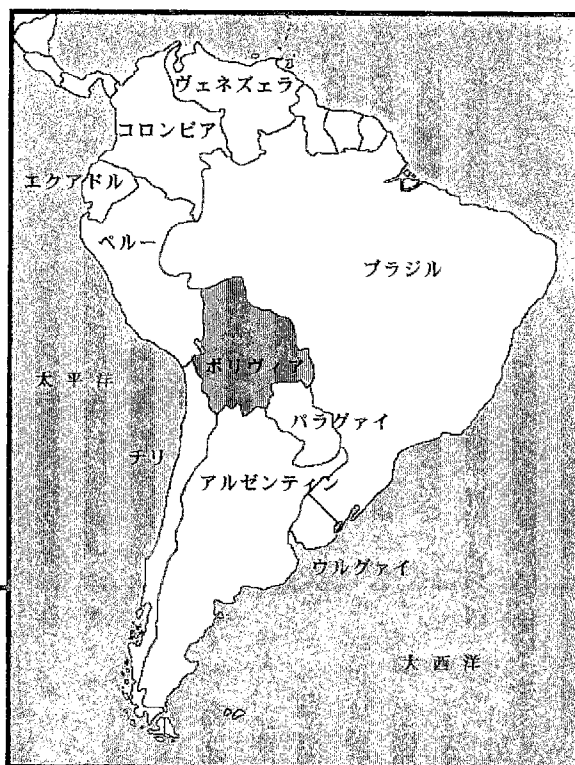 ヴェネズェラ
コロンビア
エクアドル
ペルー
ブラジル
ボリヴィア
太平洋
パラグァイ
チリ
アルゼンティン
ウルグァイ
大西洋